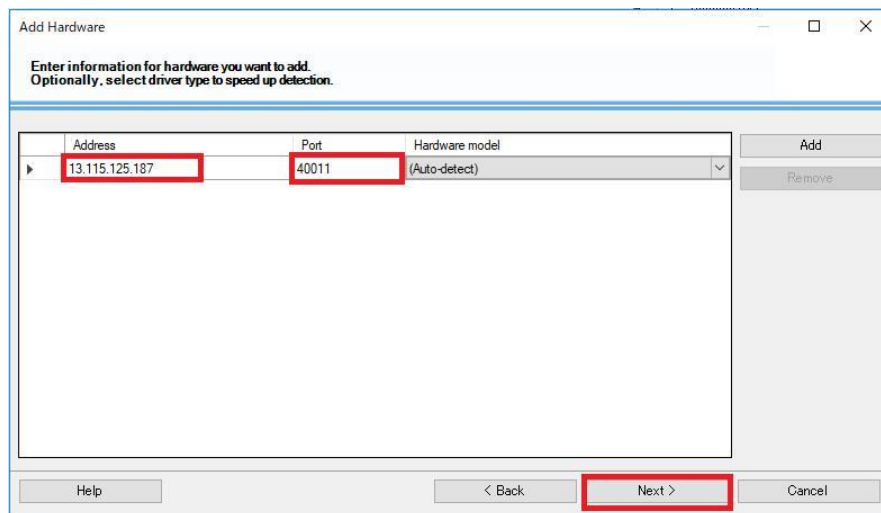 Add Hardware
Enter information for hardware you want to add.
Optionally, select driver type to speed up detection.
Address Port Hardware model
13.115.125.187 40011 (Auto-detect)
Add
Remove
Help < Back Next > Cancel